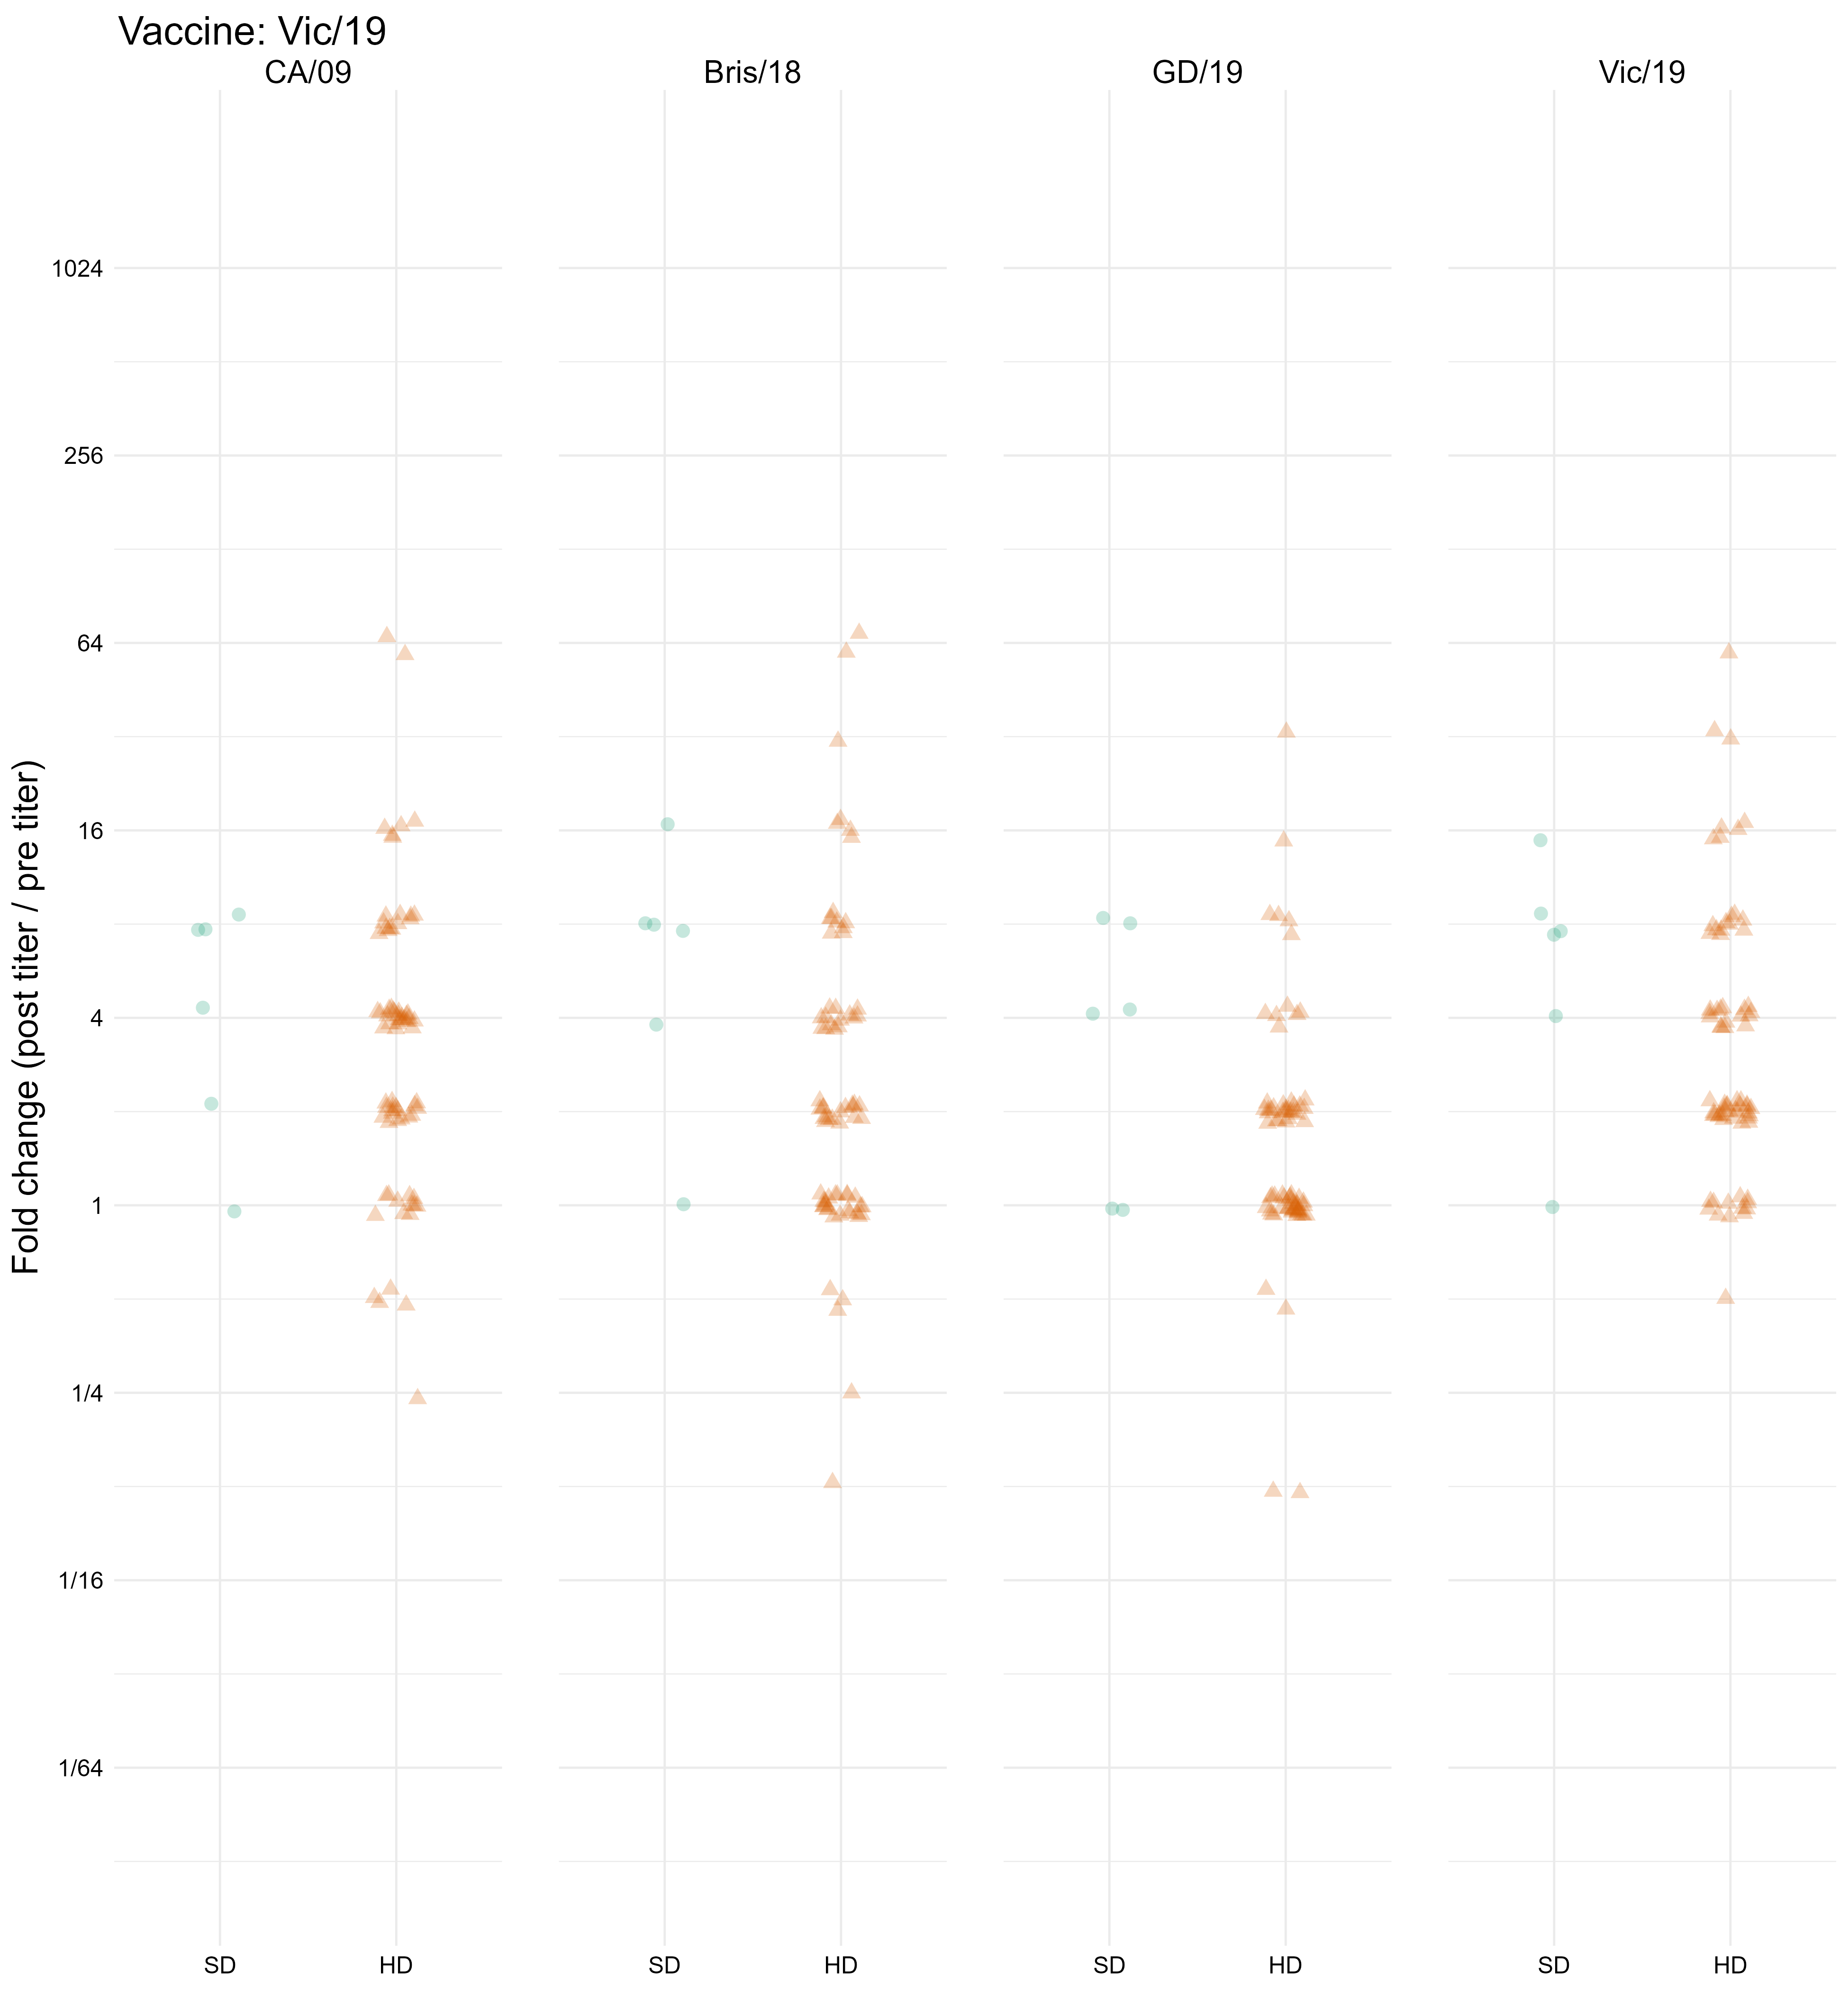 Vaccine: Vic/19
CA/09
Bris/18
GD/19
Vic/19
Fold change (post titer / pre titer)
1024
256
64
16
4
1
1/4
1/16
1/64
SD
HD
SD
HD
SD
HD
SD
HD